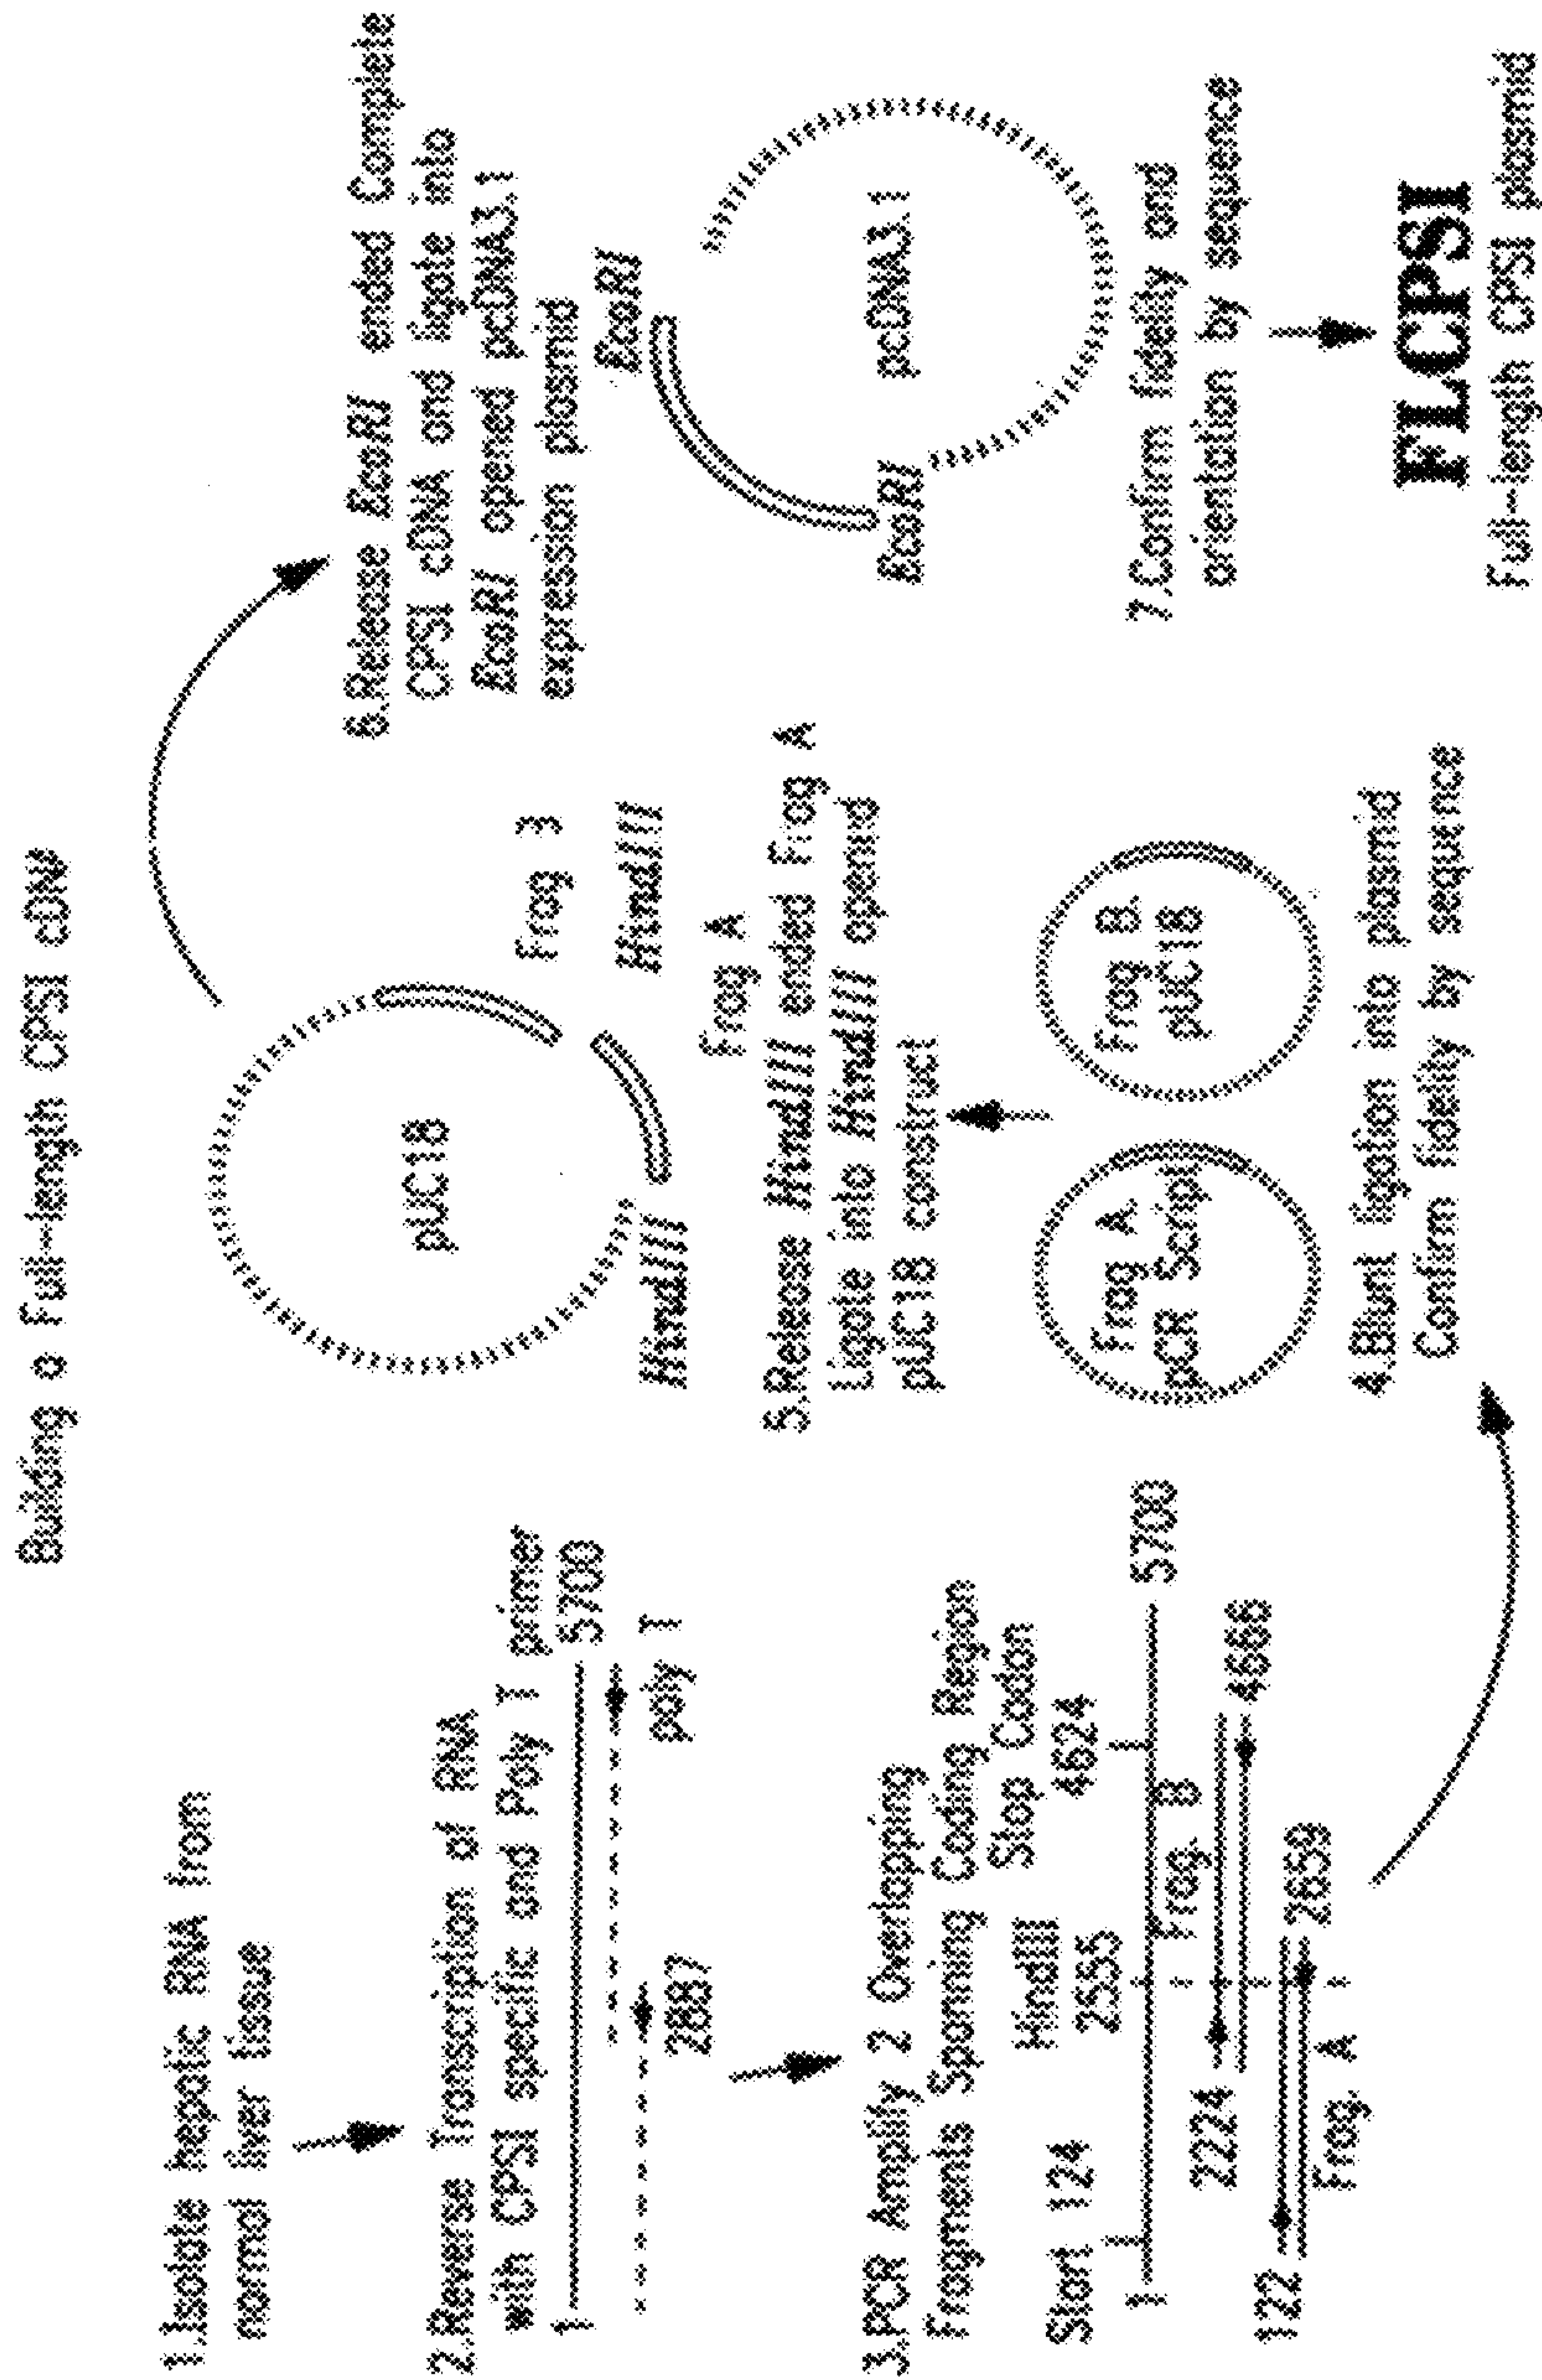 Building a Full-length CPSI cDNA
1.Isolate hepatic RNA from
normal liver tissue
2.Reverse Transcription of RNA
with CPSI specific and Poly T primer
1
5700
poly T
2887
3.PCR Amplify 2 Overlapping
Fragments Spanning Coding Region
Start 124
HindIII
2555
Stop Codon
4624
1
5700
Frag. B
2224
4666
122
2659
Frag. A
4.Blunt ligation into plasmid
Confirm fidelity by sequence
Frag A
pCR Script
Frag B.
pUC18
5.Release HindIII ended Frag A
Ligate into HindIII opened
pUC18 construct
pUC18
HindIII
Frag A
HindIII
Frag 3
6.Release EcoRI ended Complete
CPSI cDNA and ligate into
EcoRI opened pcDNA3.1
expression plasmid
EcoRI
EcoRI
pcDNA3.1
7.Confirm fidelity and
orientation by sequence
FLCPSI
Full-length CPSI plasmid